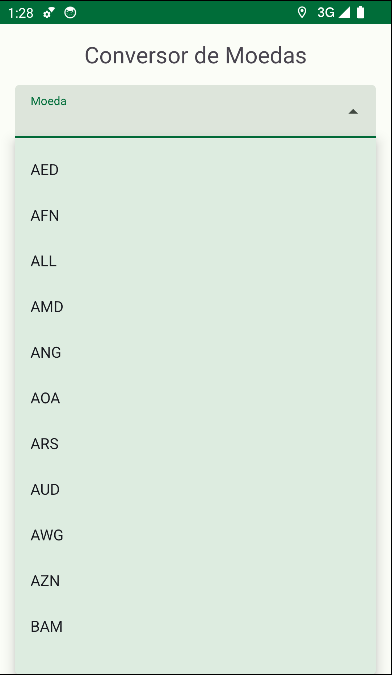 1:28 3G
Conversor de Moedas
Moeda
AED
AFN
ALL
AMD
ANG
AOA
ARS
AUD
AWG
AZN
BAM